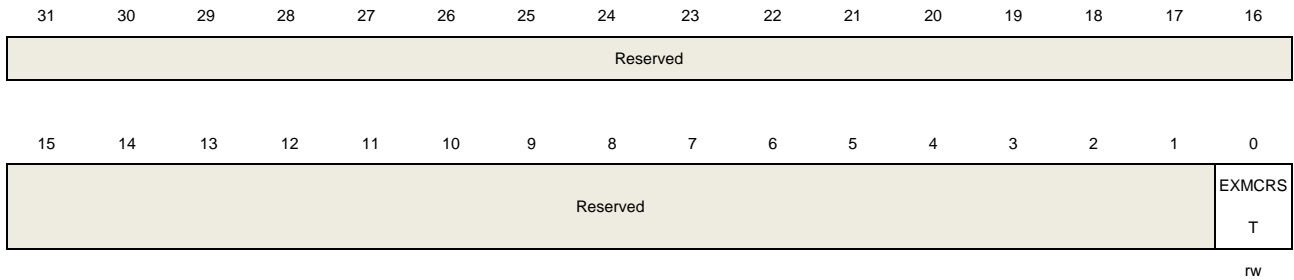 31 30 29 28 27 26 25 24 23 22 21 20 19 18 17 16
Reserved
15 14 13 12 11 10 9 8 7 6 5 4 3 2 1 0
Reserved
EXMCRS
T
rw